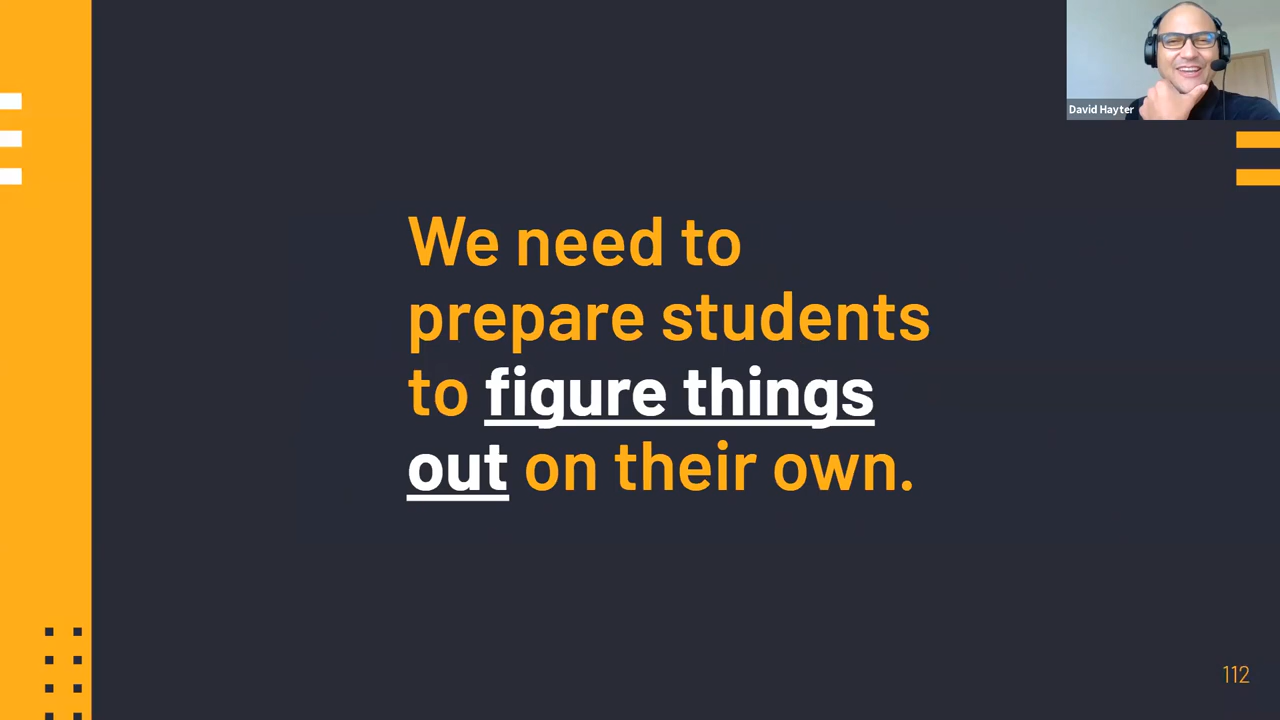 David Hayter
We need to
prepare students
to figure things
out on their own.
112